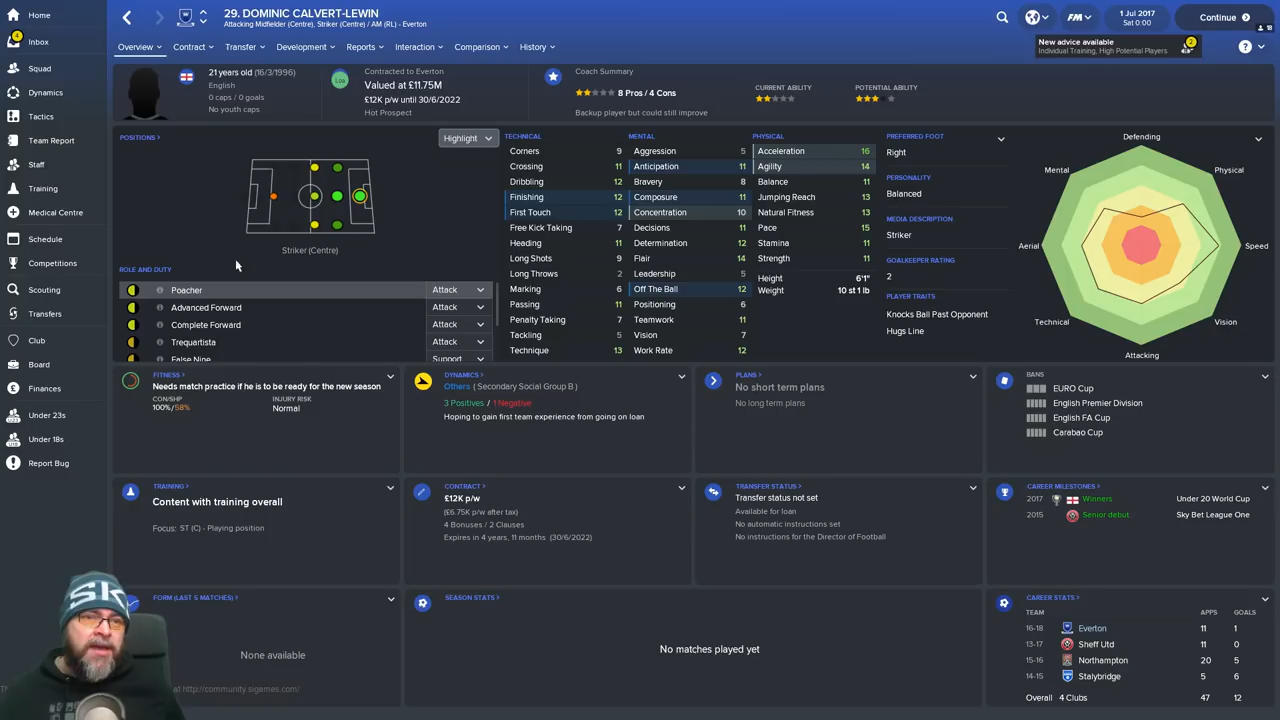 Home
Inbox
4
Squad
Dynamics
Tactics
Team Report
Staff
Training
Medical Centre
Schedule
Competitions
Scouting
Transfers
Club
Board
Finances
Under 23s
Under 18s
Report Bug
29. DOMINIC CALVERT-LEWIN
Attacking Midfielder (Centre), Striker (Centre) / AM (RL) - Everton
FM
1 Jul 2017
Sat 0:00
Continue
18
New advice available
Individual Training, High Potential Players
2
?
Overview
Contract
Transfer
Development
Reports
Interaction
Comparison
History
21 years old (16/3/1996)
English
0 caps / 0 goals
No youth caps
Loa
Contracted to Everton
Valued at £11.75M
£12K p/w until 30/6/2022
Hot Prospect
Coach Summary
8 Pros / 4 Cons
Backup player but could still improve
CURRENT ABILITY
POTENTIAL ABILITY
POSITIONS >
Highlight
Striker (Centre)
ROLE AND DUTY
Poacher Attack
Advanced Forward Attack
Complete Forward Attack
Trequartista Attack
False Nine Support
TECHNICAL
Corners 9
Crossing 11
Dribbling 12
Finishing 12
First Touch 12
Free Kick Taking 7
Heading 11
Long Shots 9
Long Throws 2
Marking 6
Passing 11
Penalty Taking 7
Tackling 5
Technique 13
MENTAL
Aggression 5
Anticipation 11
Bravery 8
Composure 11
Concentration 10
Decisions 11
Determination 12
Flair 14
Leadership 5
Off The Ball 12
Positioning 6
Teamwork 11
Vision 7
Work Rate 12
PHYSICAL
Acceleration 16
Agility 14
Balance 11
Jumping Reach 13
Natural Fitness 13
Pace 15
Stamina 11
Strength 11
Height 6'1"
Weight 10 st 1 lb
PREFERRED FOOT
Right
PERSONALITY
Balanced
MEDIA DESCRIPTION
Striker
GOALKEEPER RATING
2
PLAYER TRAITS
Knocks Ball Past Opponent
Hugs Line
Defending
Physical
Speed
Vision
Attacking
Technical
Aerial
Mental
FITNESS >
Needs match practice if he is to be ready for the new season
CON/SHP
100%/58%
INJURY RISK
Normal
DYNAMICS >
Others ( Secondary Social Group B )
3 Positives / 1 Negative
Hoping to gain first team experience from going on loan
PLANS >
No short term plans
No long term plans
BANS
EURO Cup
English Premier Division
English FA Cup
Carabao Cup
TRAINING >
Content with training overall
Focus: ST (C) - Playing position
CONTRACT >
£12K p/w
(£6.75K p/w after tax)
4 Bonuses / 2 Clauses
Expires in 4 years, 11 months (30/6/2022)
TRANSFER STATUS >
Transfer status not set
Available for loan
No automatic instructions set
No instructions for the Director of Football
CAREER MILESTONES >
2017 Winners Under 20 World Cup
2015 Senior debut Sky Bet League One
FORM (LAST 5 MATCHES) >
None available
SEASON STATS >
No matches played yet
CAREER STATS >
TEAM APPS GOALS
16-18 Everton 11 1
13-17 Sheff Utd 11 0
15-16 Northampton 20 5
14-15 Stalybridge 5 6
Overall 4 Clubs 47 12
at http://community.sigames.com/
SK